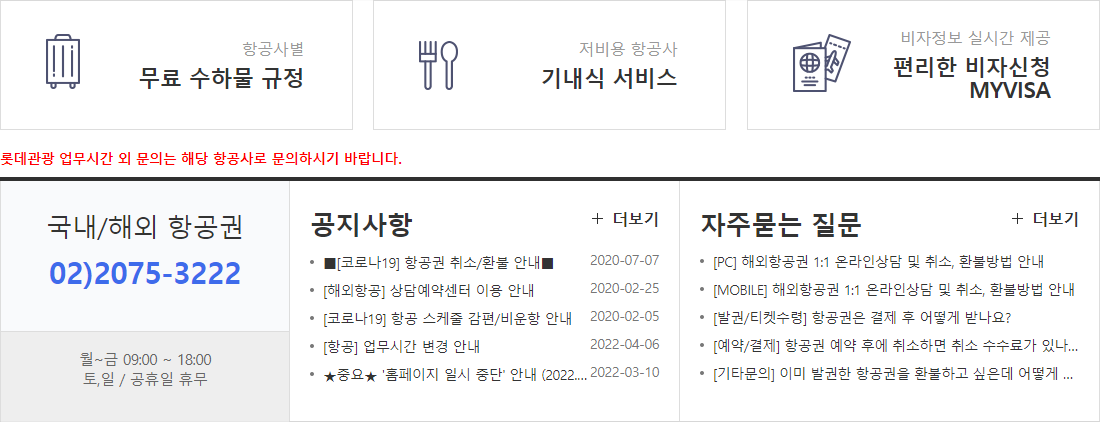 항공사별
무료 수하물 규정
저비용 항공사
기내식 서비스
비자정보 실시간 제공
편리한 비자신청
MYVISA
롯데관광 업무시간 외 문의는 해당 항공사로 문의하시기 바랍니다.
국내/해외 항공권
02)2075-3222
월~금 09:00 ~ 18:00
토,일 / 공휴일 휴무
공지사항 + 더보기
• ■[코로나19] 항공권 취소/환불 안내■ 2020-07-07
• [해외항공] 상담예약센터 이용 안내 2020-02-25
• [코로나19] 항공 스케줄 감편/비운항 안내 2020-02-05
• [항공] 업무시간 변경 안내 2022-04-06
• ★중요★ '홈페이지 일시 중단' 안내 (2022.... 2022-03-10
자주묻는 질문 + 더보기
• [PC] 해외항공권 1:1 온라인상담 및 취소, 환불방법 안내
• [MOBILE] 해외항공권 1:1 온라인상담 및 취소, 환불방법 안내
• [발권/티켓수령] 항공권은 결제 후 어떻게 받나요?
• [예약/결제] 항공권 예약 후에 취소하면 취소 수수료가 있나...
• [기타문의] 이미 발권한 항공권을 환불하고 싶은데 어떻게 ...